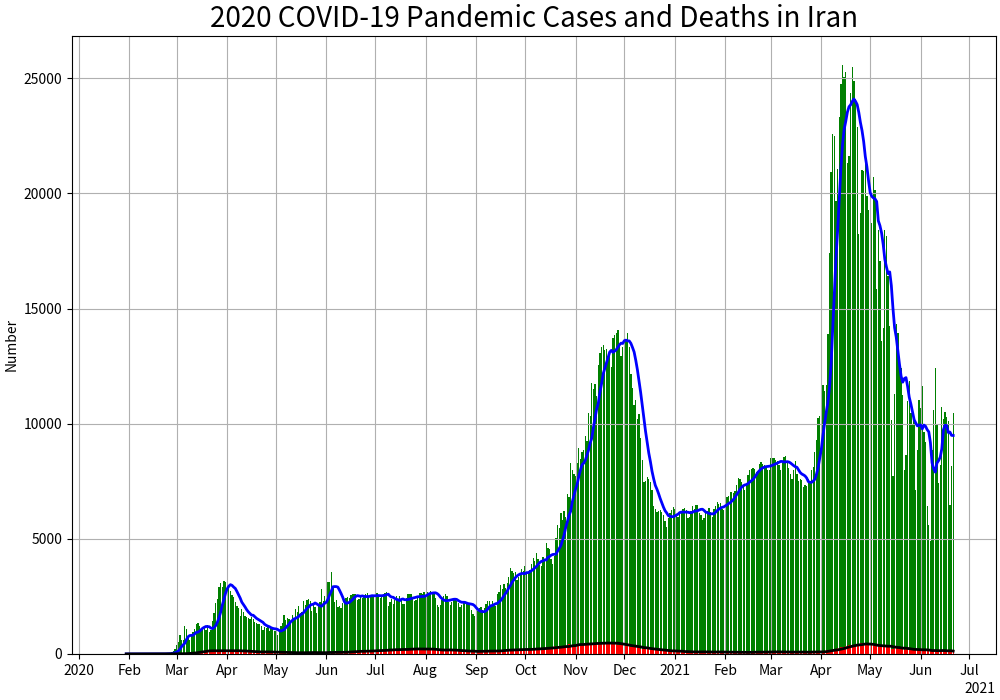 2020 COVID-19 Pandemic Cases and Deaths in Iran
Number
25000
20000
15000
10000
5000
0
2020 Feb Mar Apr May Jun Jul Aug Sep Oct Nov Dec 2021 Feb Mar Apr May Jun Jul
2021